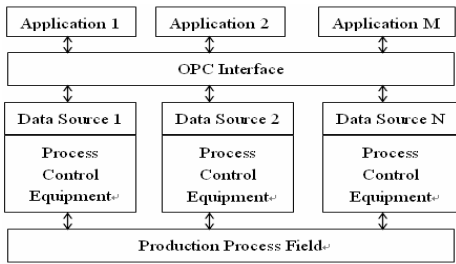 Application 1 Application 2 Application M
OPC Interface
Data Source 1 Data Source 2 Data Source N
Process Process Process
Control Control Control
Equipment↵ Equipment↵ Equipment↵
Production Process Field↵